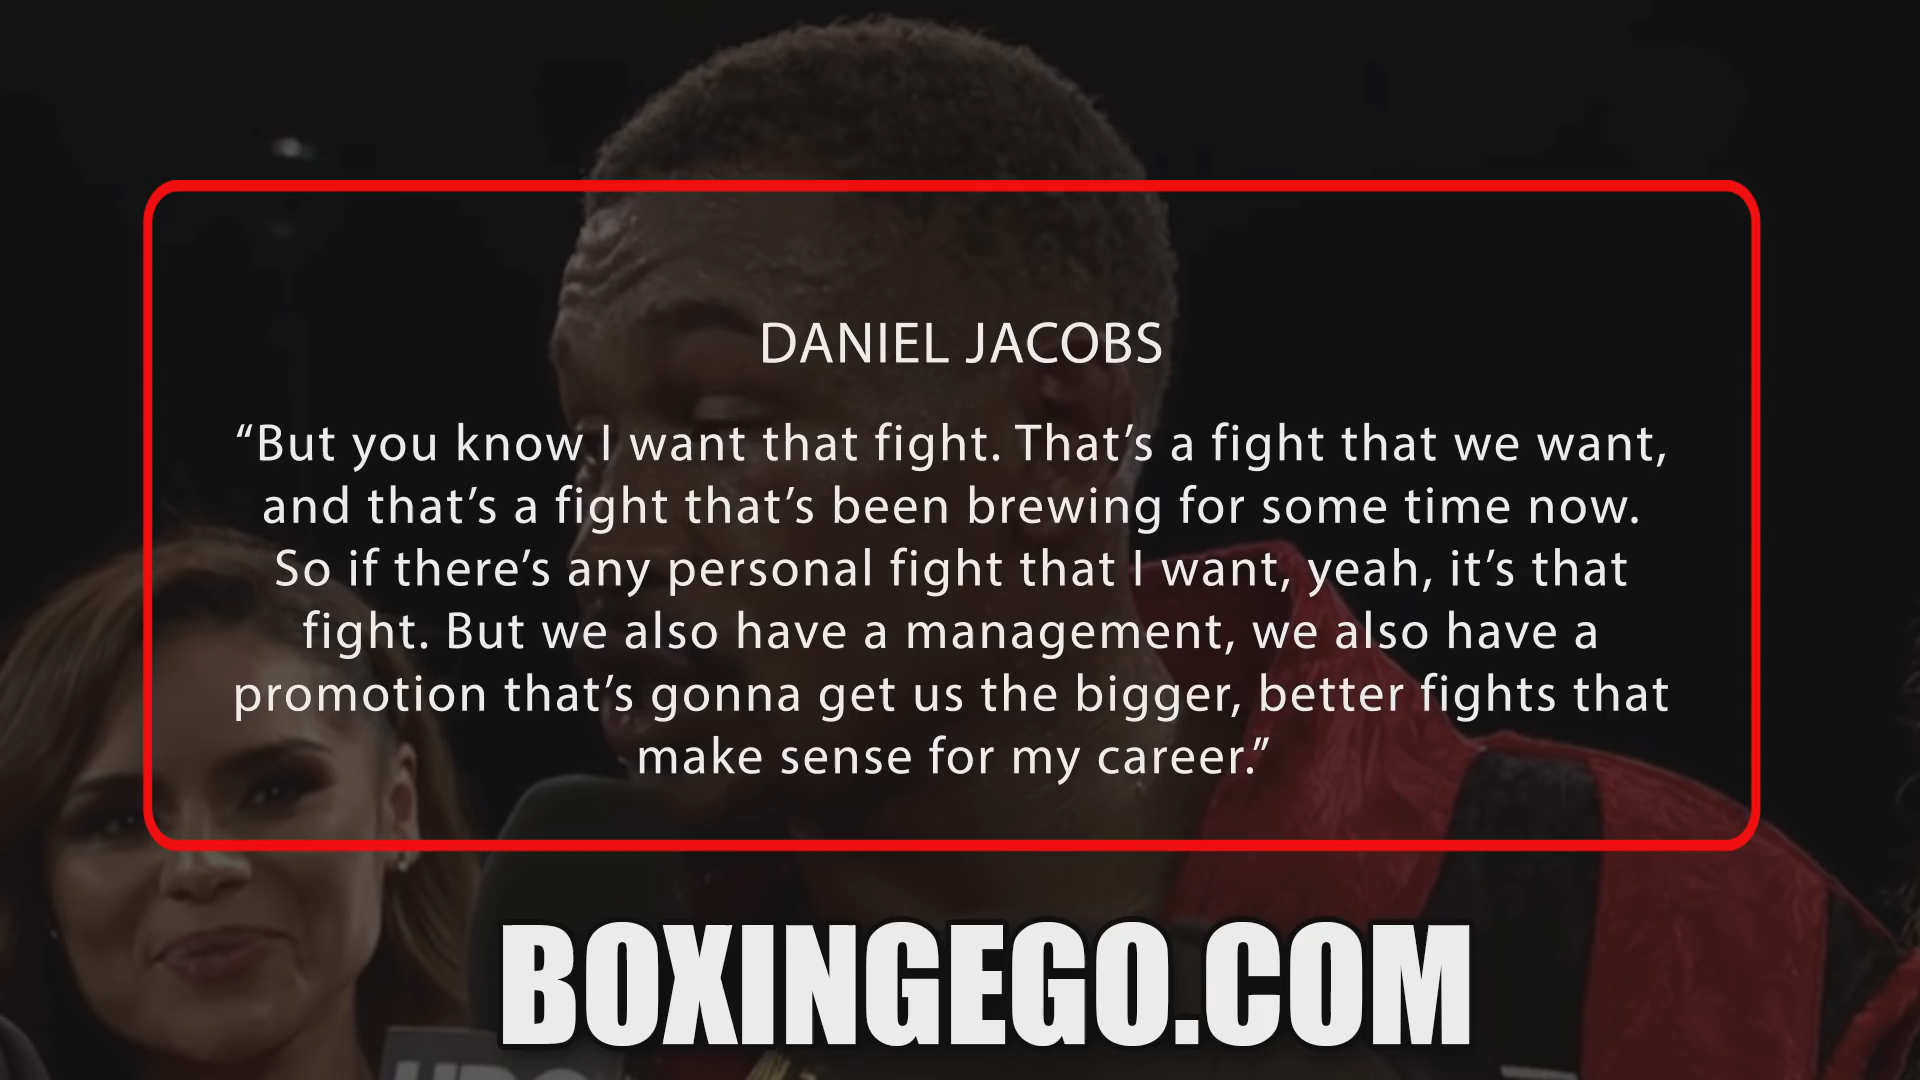 DANIEL JACOBS
“But you know I want that fight. That’s a fight that we want,
and that’s a fight that’s been brewing for some time now.
So if there’s any personal fight that I want, yeah, it’s that
fight. But we also have a management, we also have a
promotion that’s gonna get us the bigger, better fights that
make sense for my career.”
BOXINGEGO.COM
HBO